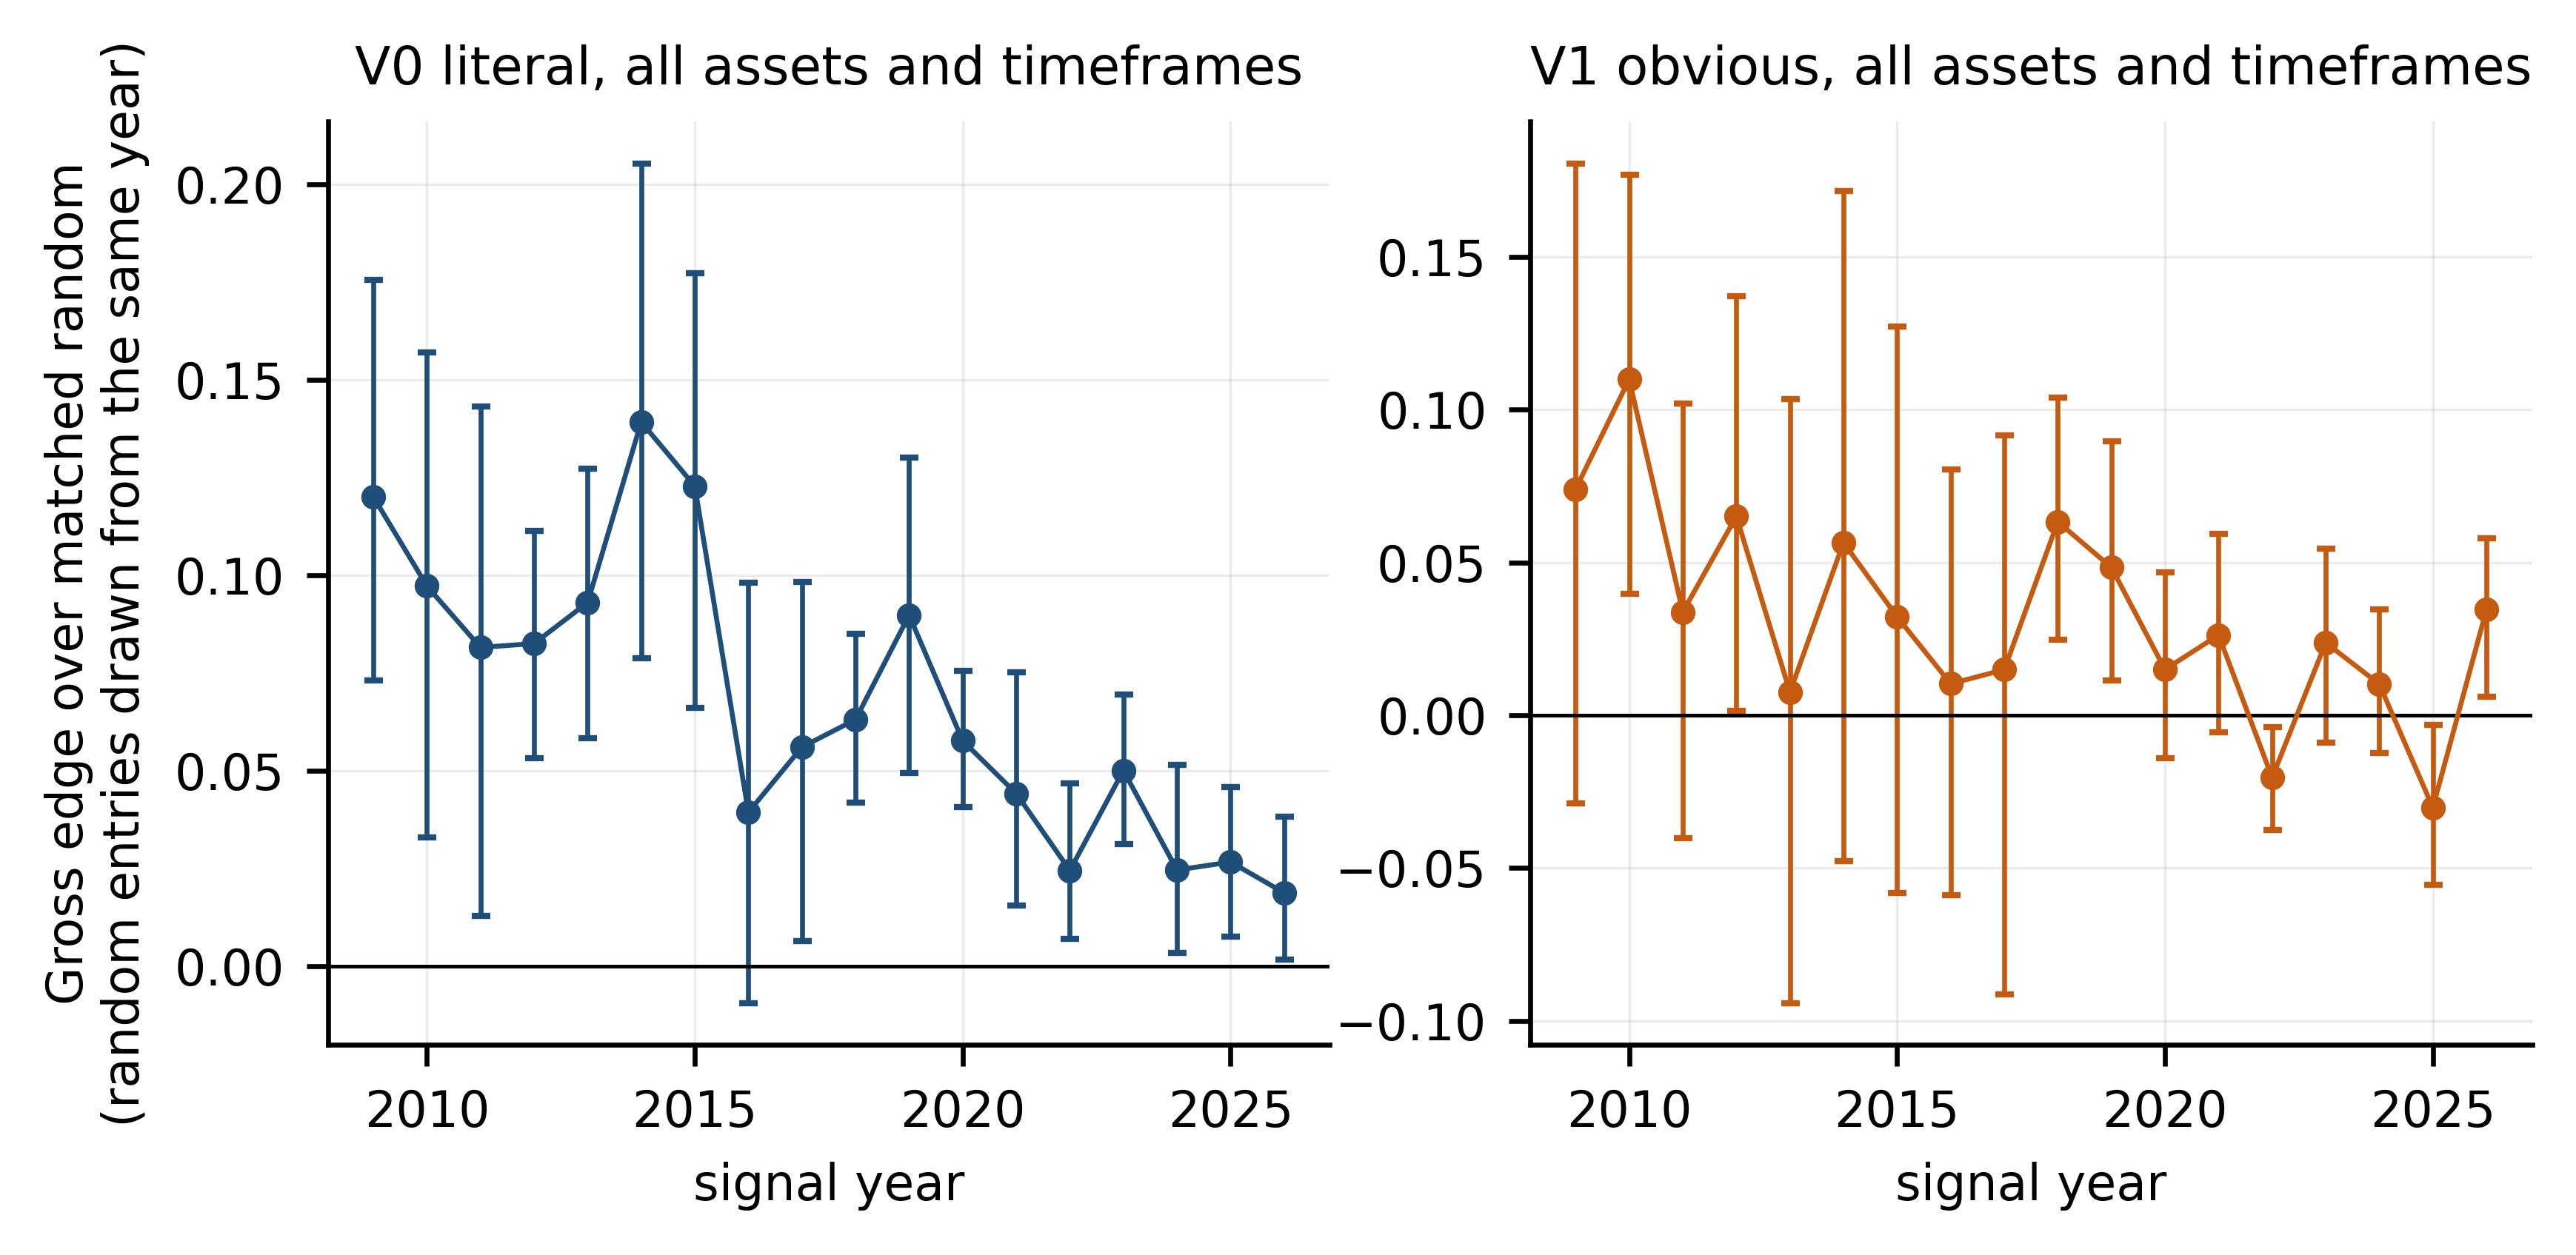 V0 literal, all assets and timeframes
Gross edge over matched random
(random entries drawn from the same year)
0.20
0.15
0.10
0.05
0.00
2010 2015 2020 2025
signal year
V1 obvious, all assets and timeframes
0.15
0.10
0.05
0.00
−0.05
−0.10
2010 2015 2020 2025
signal year